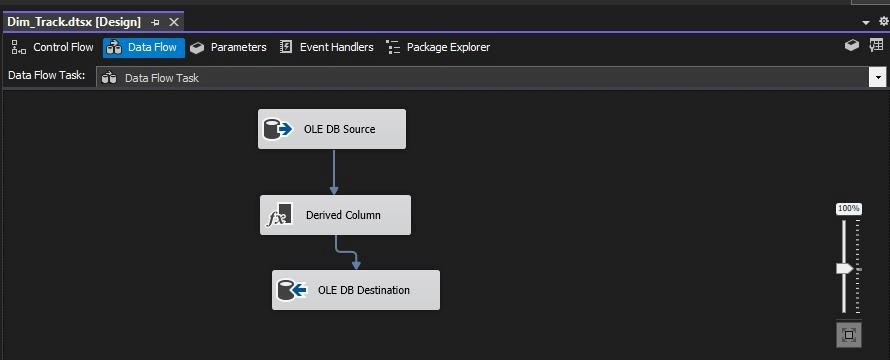 Dim_Track.dtsx [Design]
Control Flow Data Flow Parameters Event Handlers Package Explorer
Data Flow Task: Data Flow Task
OLE DB Source
fx Derived Column
OLE DB Destination
100%